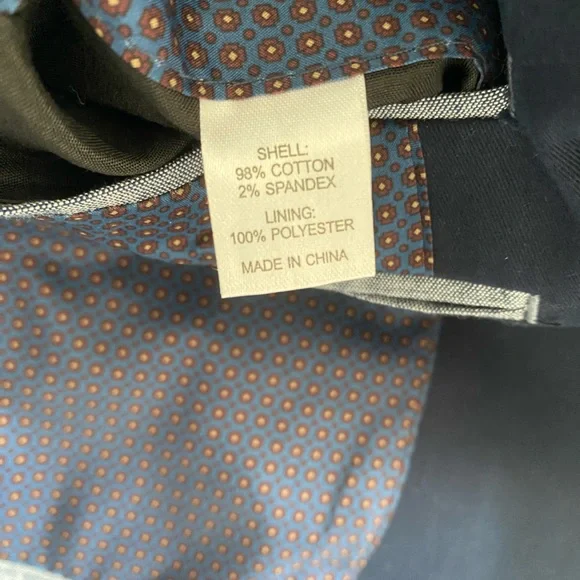 SHELL:
98% COTTON
2% SPANDEX
LINING:
100% POLYESTER
MADE IN CHINA